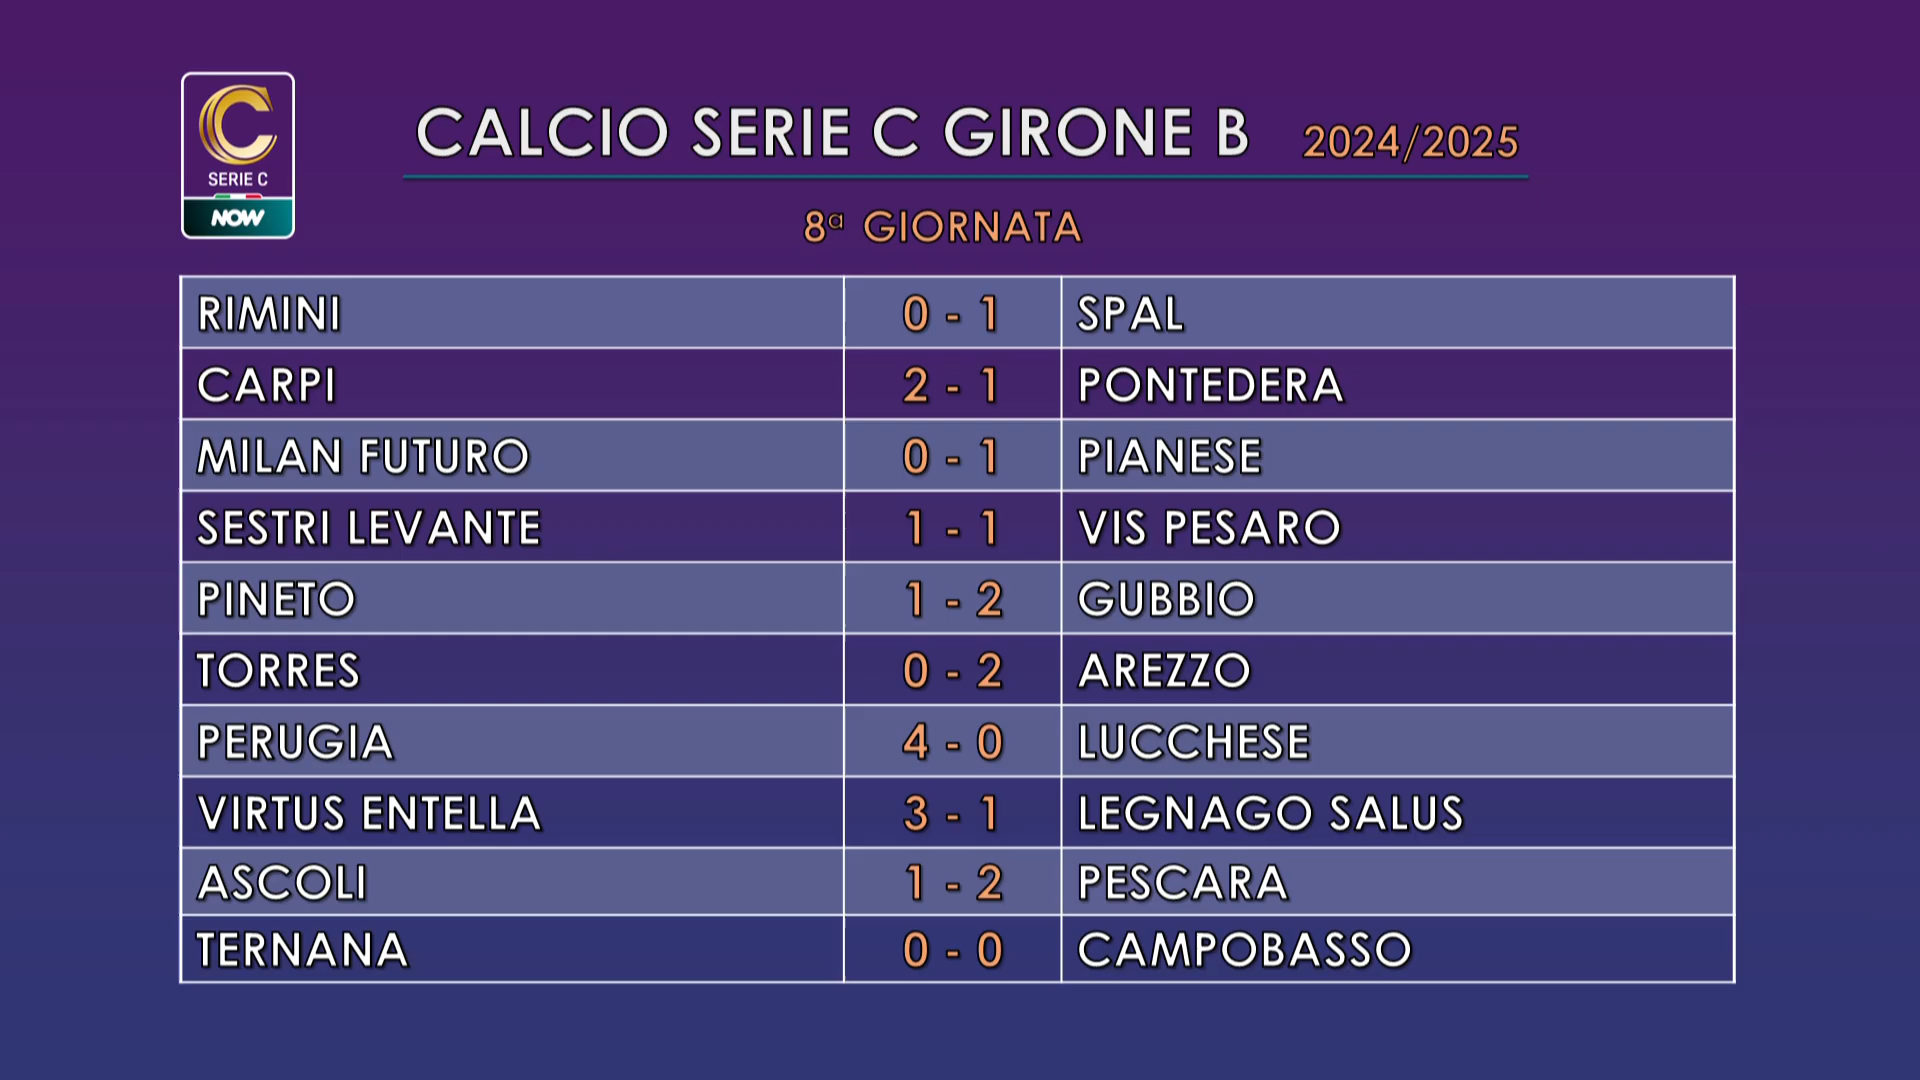 SERIE C
NOW
CALCIO SERIE C GIRONE B 2024/2025
8ª GIORNATA
RIMINI 0 - 1 SPAL
CARPI 2 - 1 PONTEDERA
MILAN FUTURO 0 - 1 PIANESE
SESTRI LEVANTE 1 - 1 VIS PESARO
PINETO 1 - 2 GUBBIO
TORRES 0 - 2 AREZZO
PERUGIA 4 - 0 LUCCHESE
VIRTUS ENTELLA 3 - 1 LEGNAGO SALUS
ASCOLI 1 - 2 PESCARA
TERNANA 0 - 0 CAMPOBASSO